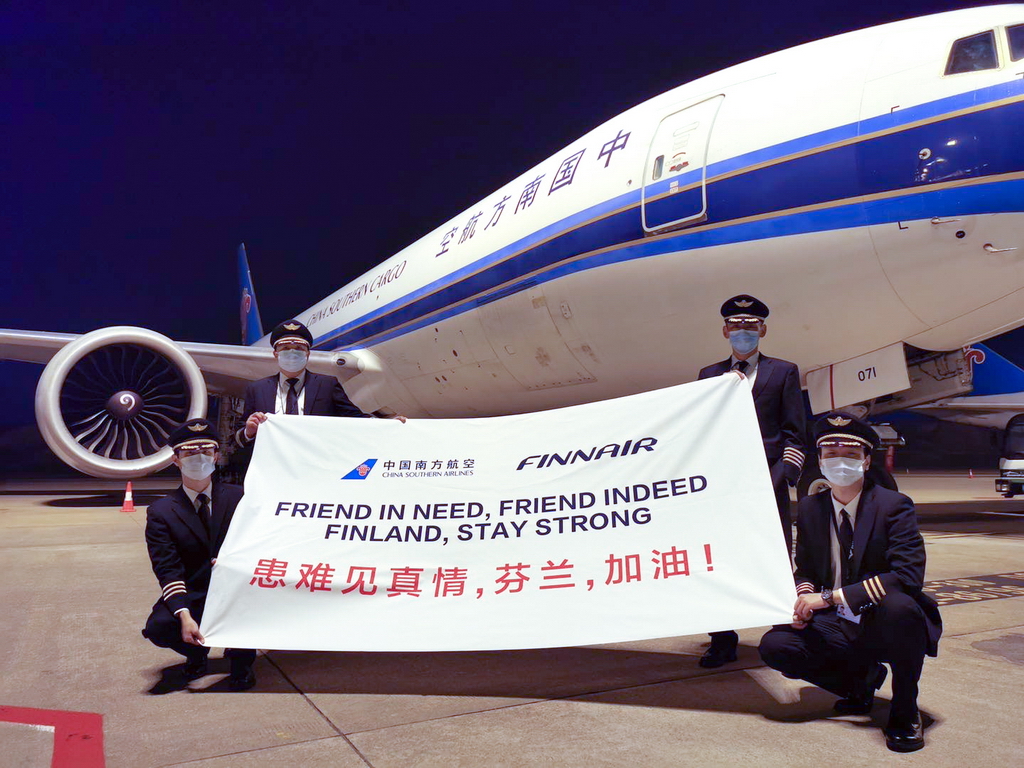 中国南方航空
CHINA SOUTHERN CARGO
071
中国南方航空
CHINA SOUTHERN AIRLINES
FINNAIR
FRIEND IN NEED, FRIEND INDEED
FINLAND, STAY STRONG
患难见真情，芬兰，加油！